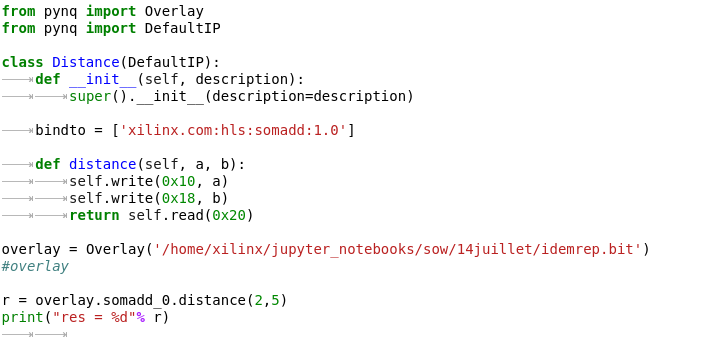 from pynq import Overlay
from pynq import DefaultIP
class Distance(DefaultIP):
def __init__(self, description):
super().__init__(description=description)
bindto = ['xilinx.com:hls:somadd:1.0']
def distance(self, a, b):
self.write(0x10, a)
self.write(0x18, b)
return self.read(0x20)
overlay = Overlay('/home/xilinx/jupyter_notebooks/sow/14juillet/idemrep.bit')
#overlay
r = overlay.somadd_0.distance(2,5)
print("res = %d"% r)